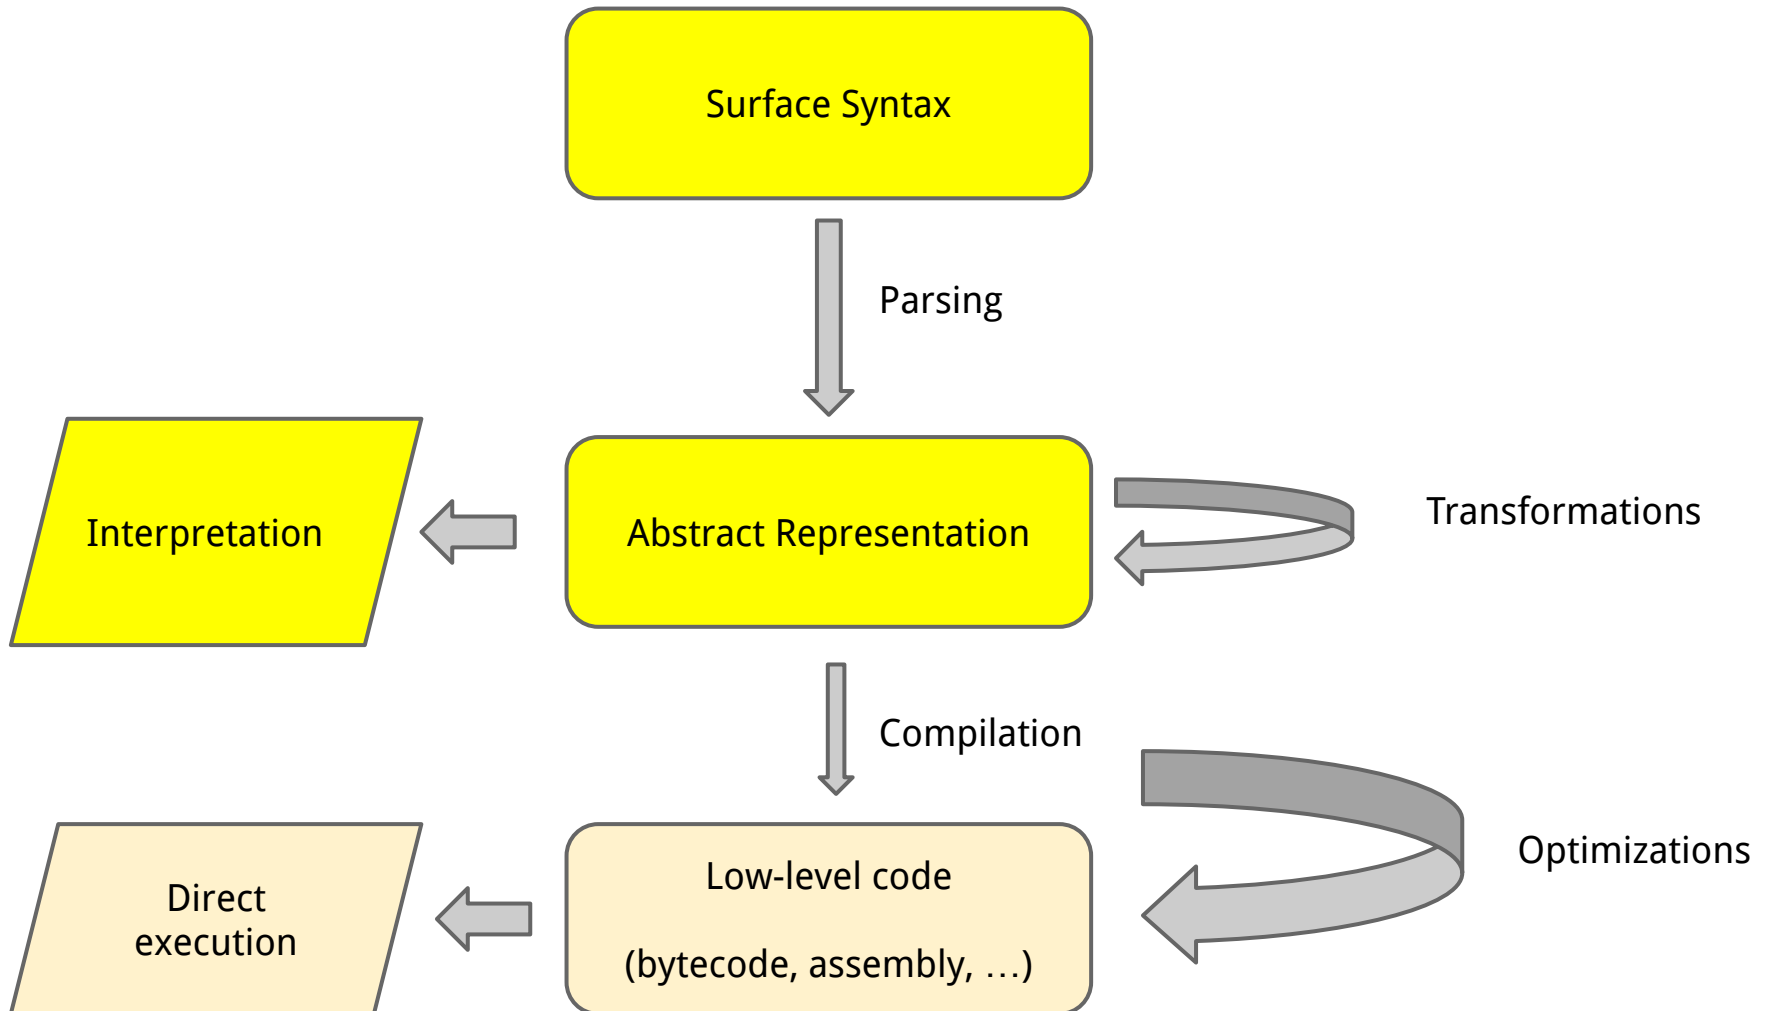 Surface Syntax
Parsing
Interpretation
Abstract Representation
Transformations
Compilation
Direct
execution
Low-level code
(bytecode, assembly, …)
Optimizations